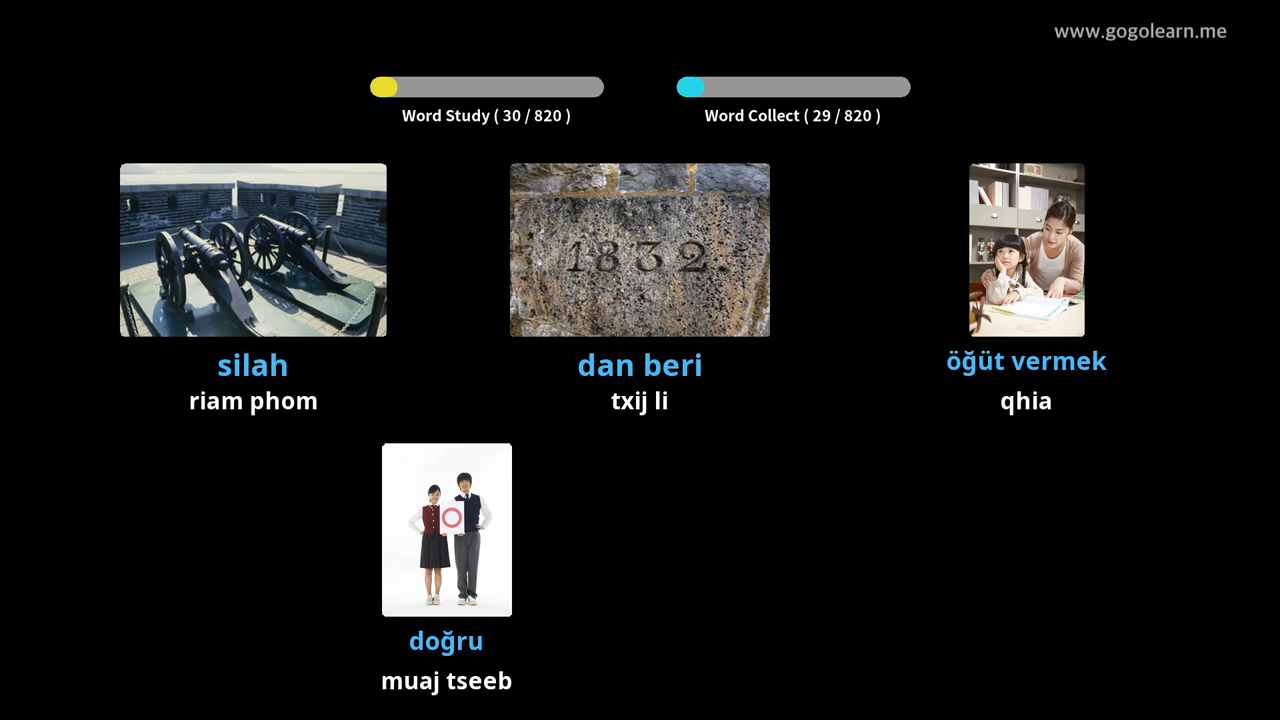 www.gogolearn.me
Word Study ( 30 / 820 )
Word Collect ( 29 / 820 )
1832.
silah
riam phom
dan beri
txij li
öğüt vermek
qhia
doğru
muaj tseeb